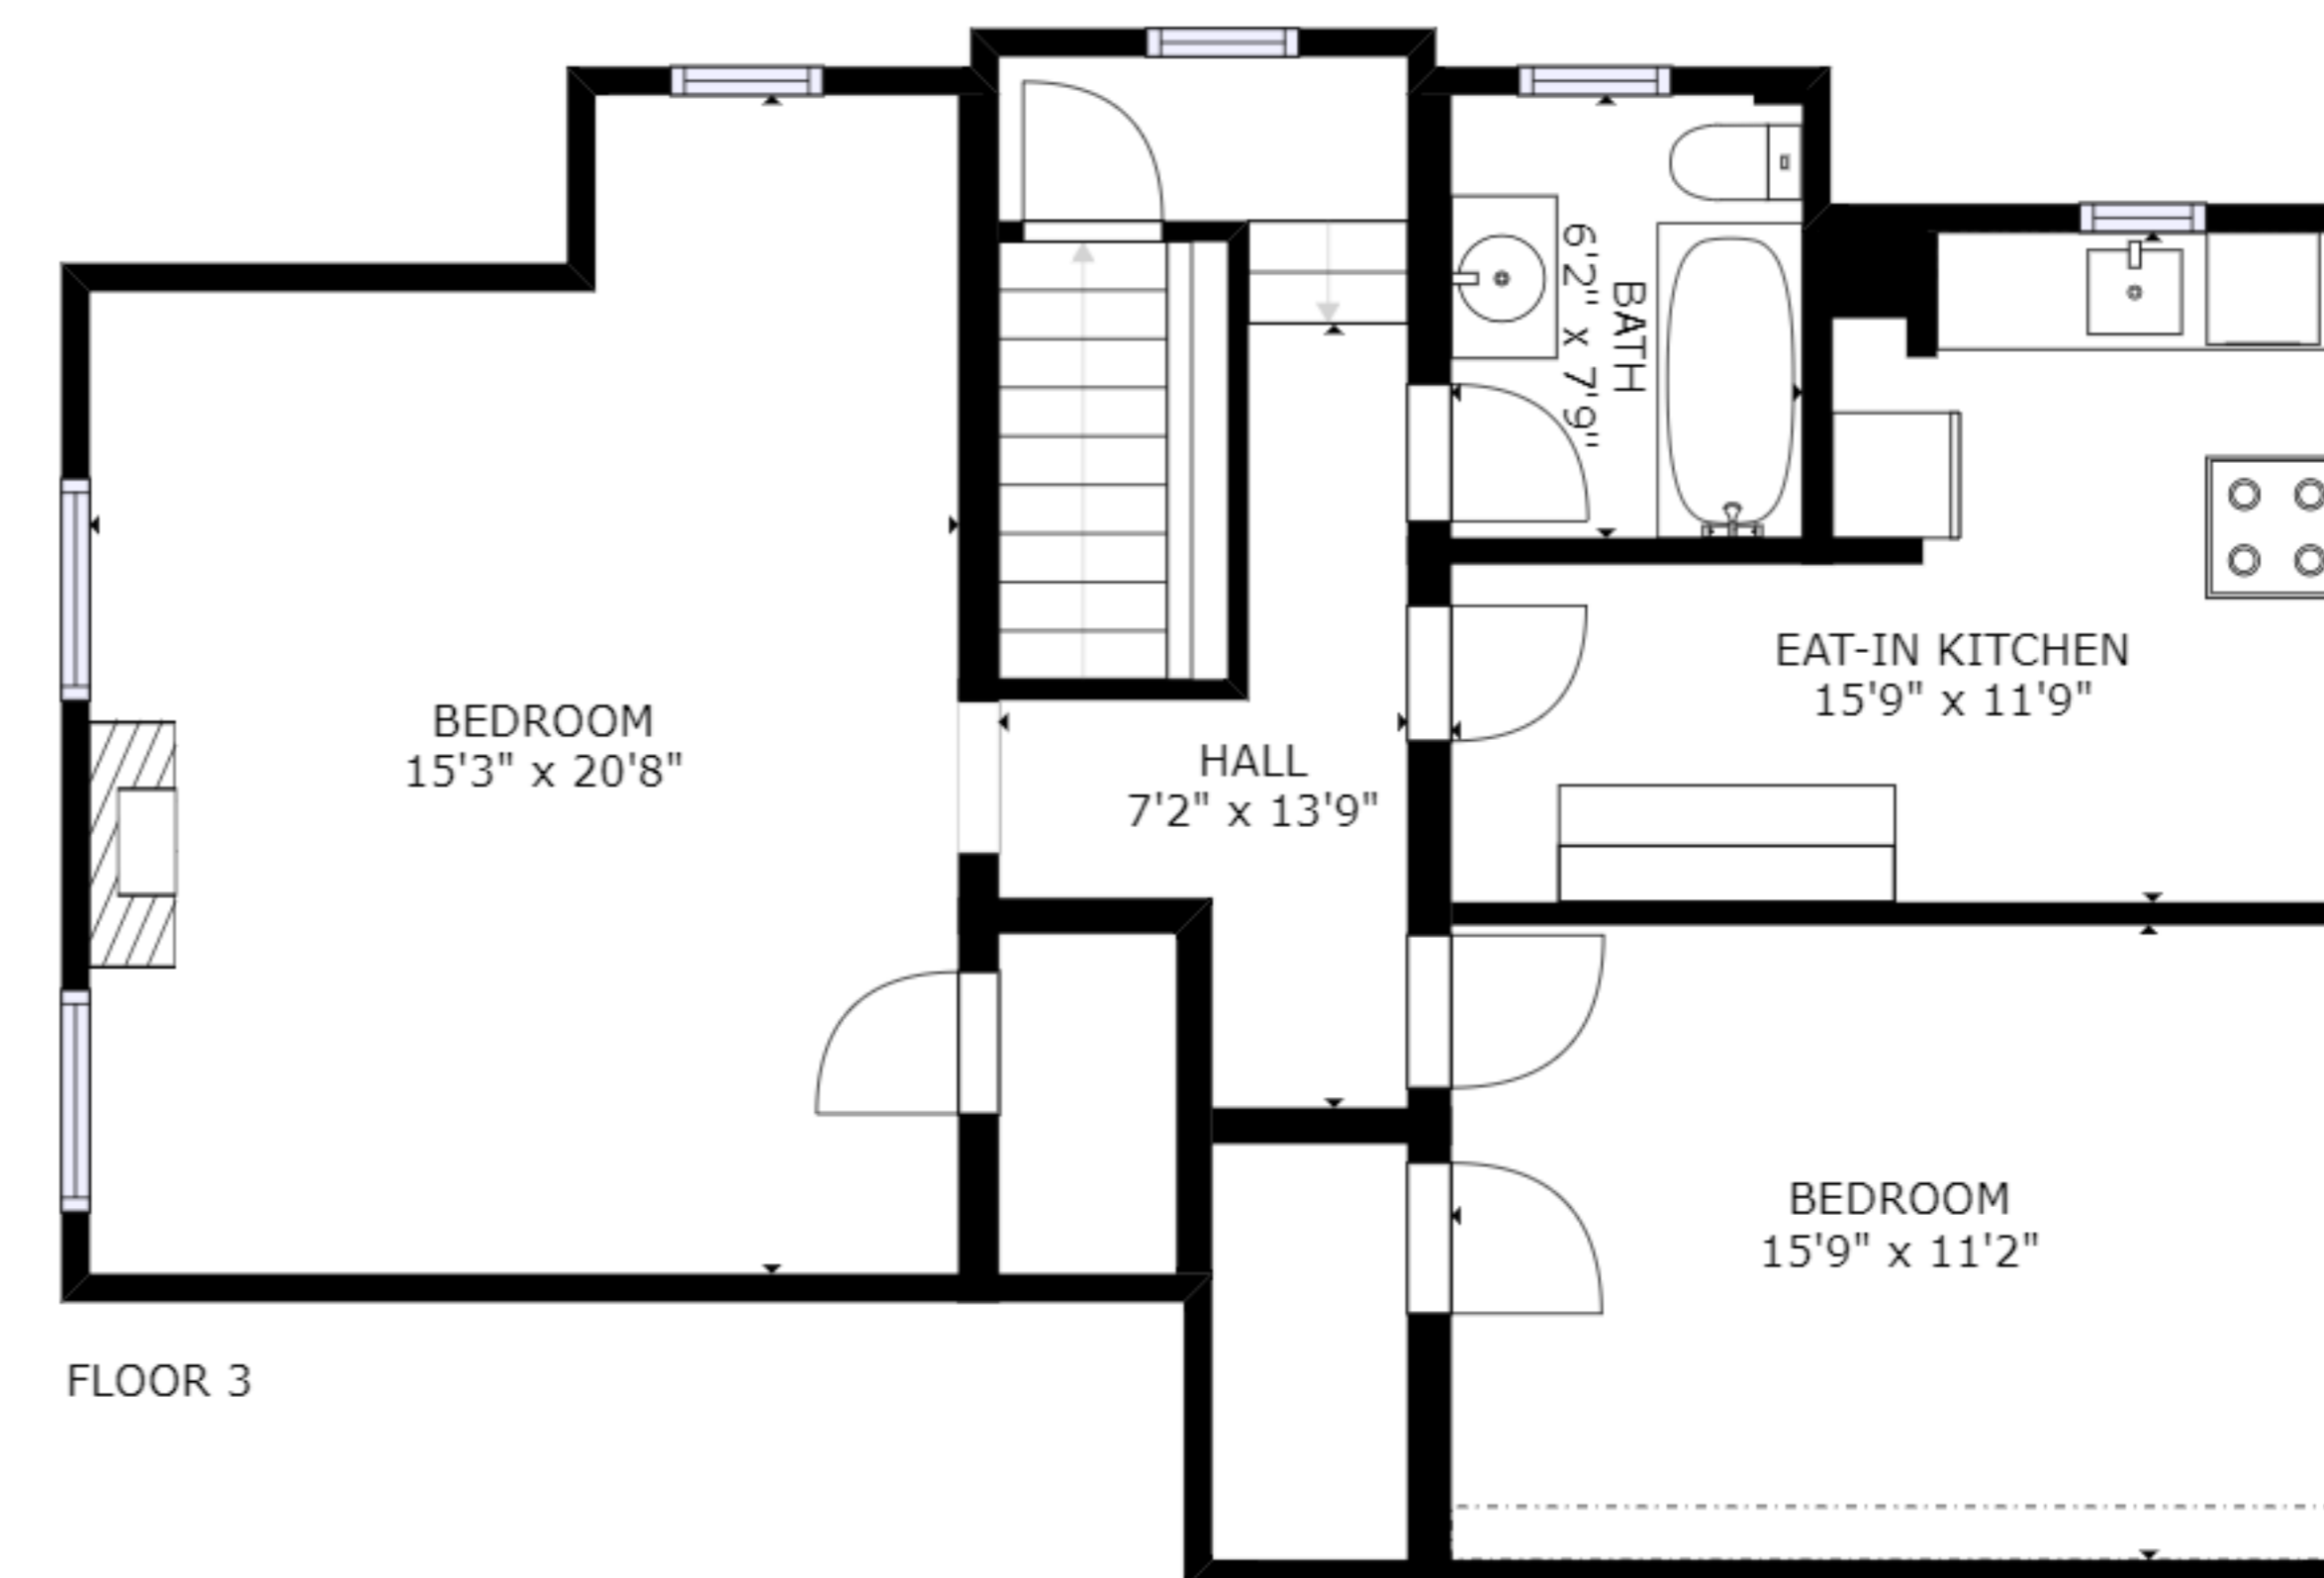 BATH
6'2" x 7'9"
EAT-IN KITCHEN
15'9" x 11'9"
BEDROOM
15'3" x 20'8"
HALL
7'2" x 13'9"
BEDROOM
15'9" x 11'2"
FLOOR 3